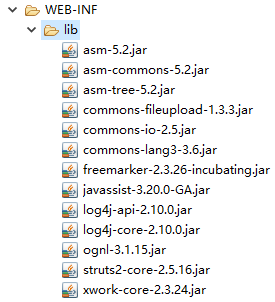 WEB-INF
lib
asm-5.2.jar
asm-commons-5.2.jar
asm-tree-5.2.jar
commons-fileupload-1.3.3.jar
commons-io-2.5.jar
commons-lang3-3.6.jar
freemarker-2.3.26-incubating.jar
javassist-3.20.0-GA.jar
log4j-api-2.10.0.jar
log4j-core-2.10.0.jar
ognl-3.1.15.jar
struts2-core-2.5.16.jar
xwork-core-2.3.24.jar